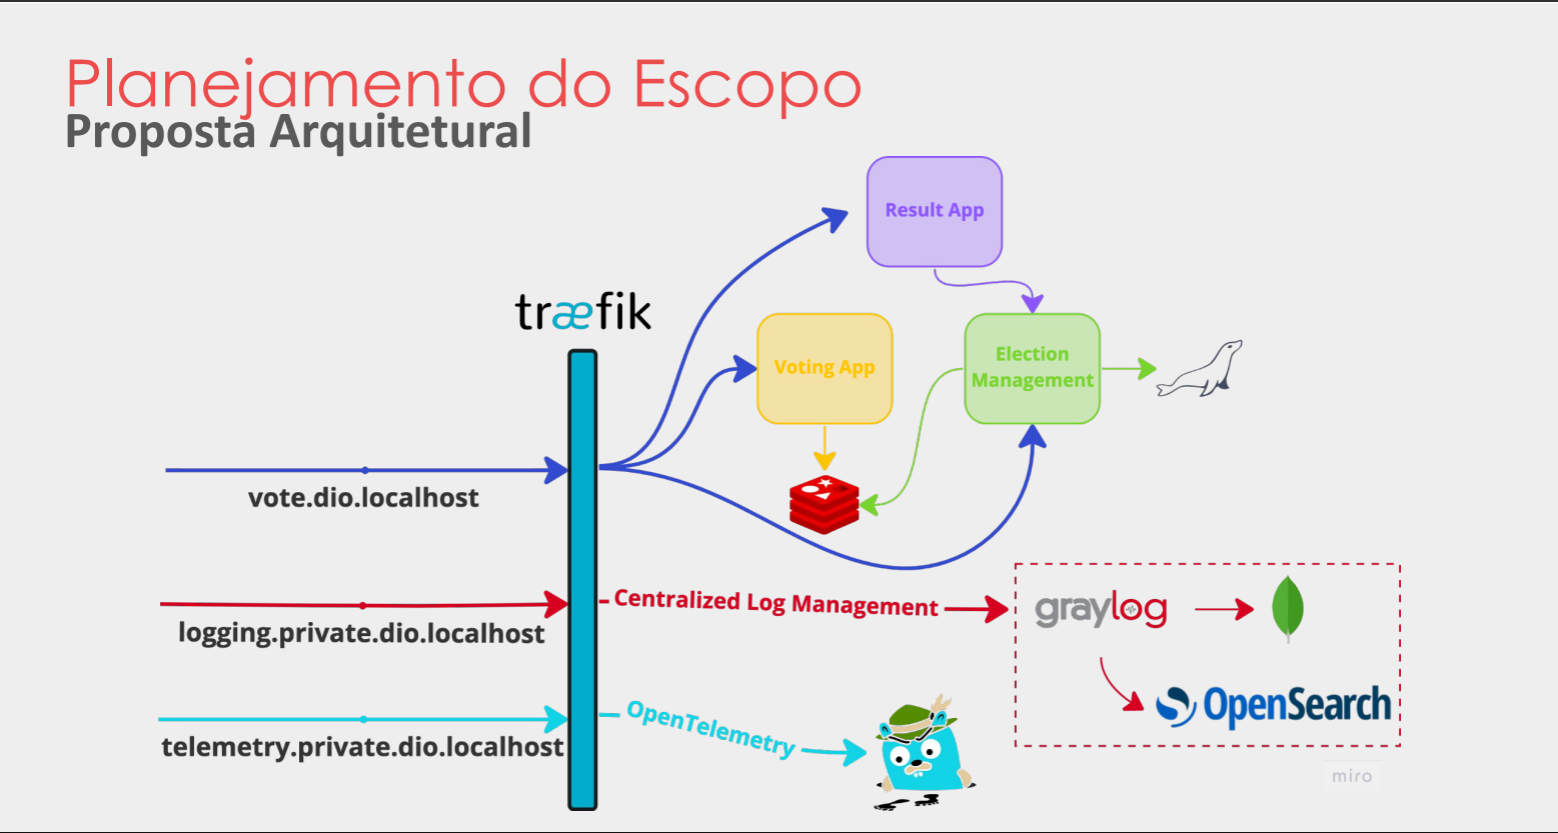 Planejamento do Escopo
Proposta Arquitetural
Result App
træfik
Voting App
Election
Management
vote.dio.localhost
Centralized Log Management
graylog
logging.private.dio.localhost
OpenSearch
OpenTelemetry
telemetry.private.dio.localhost
miro